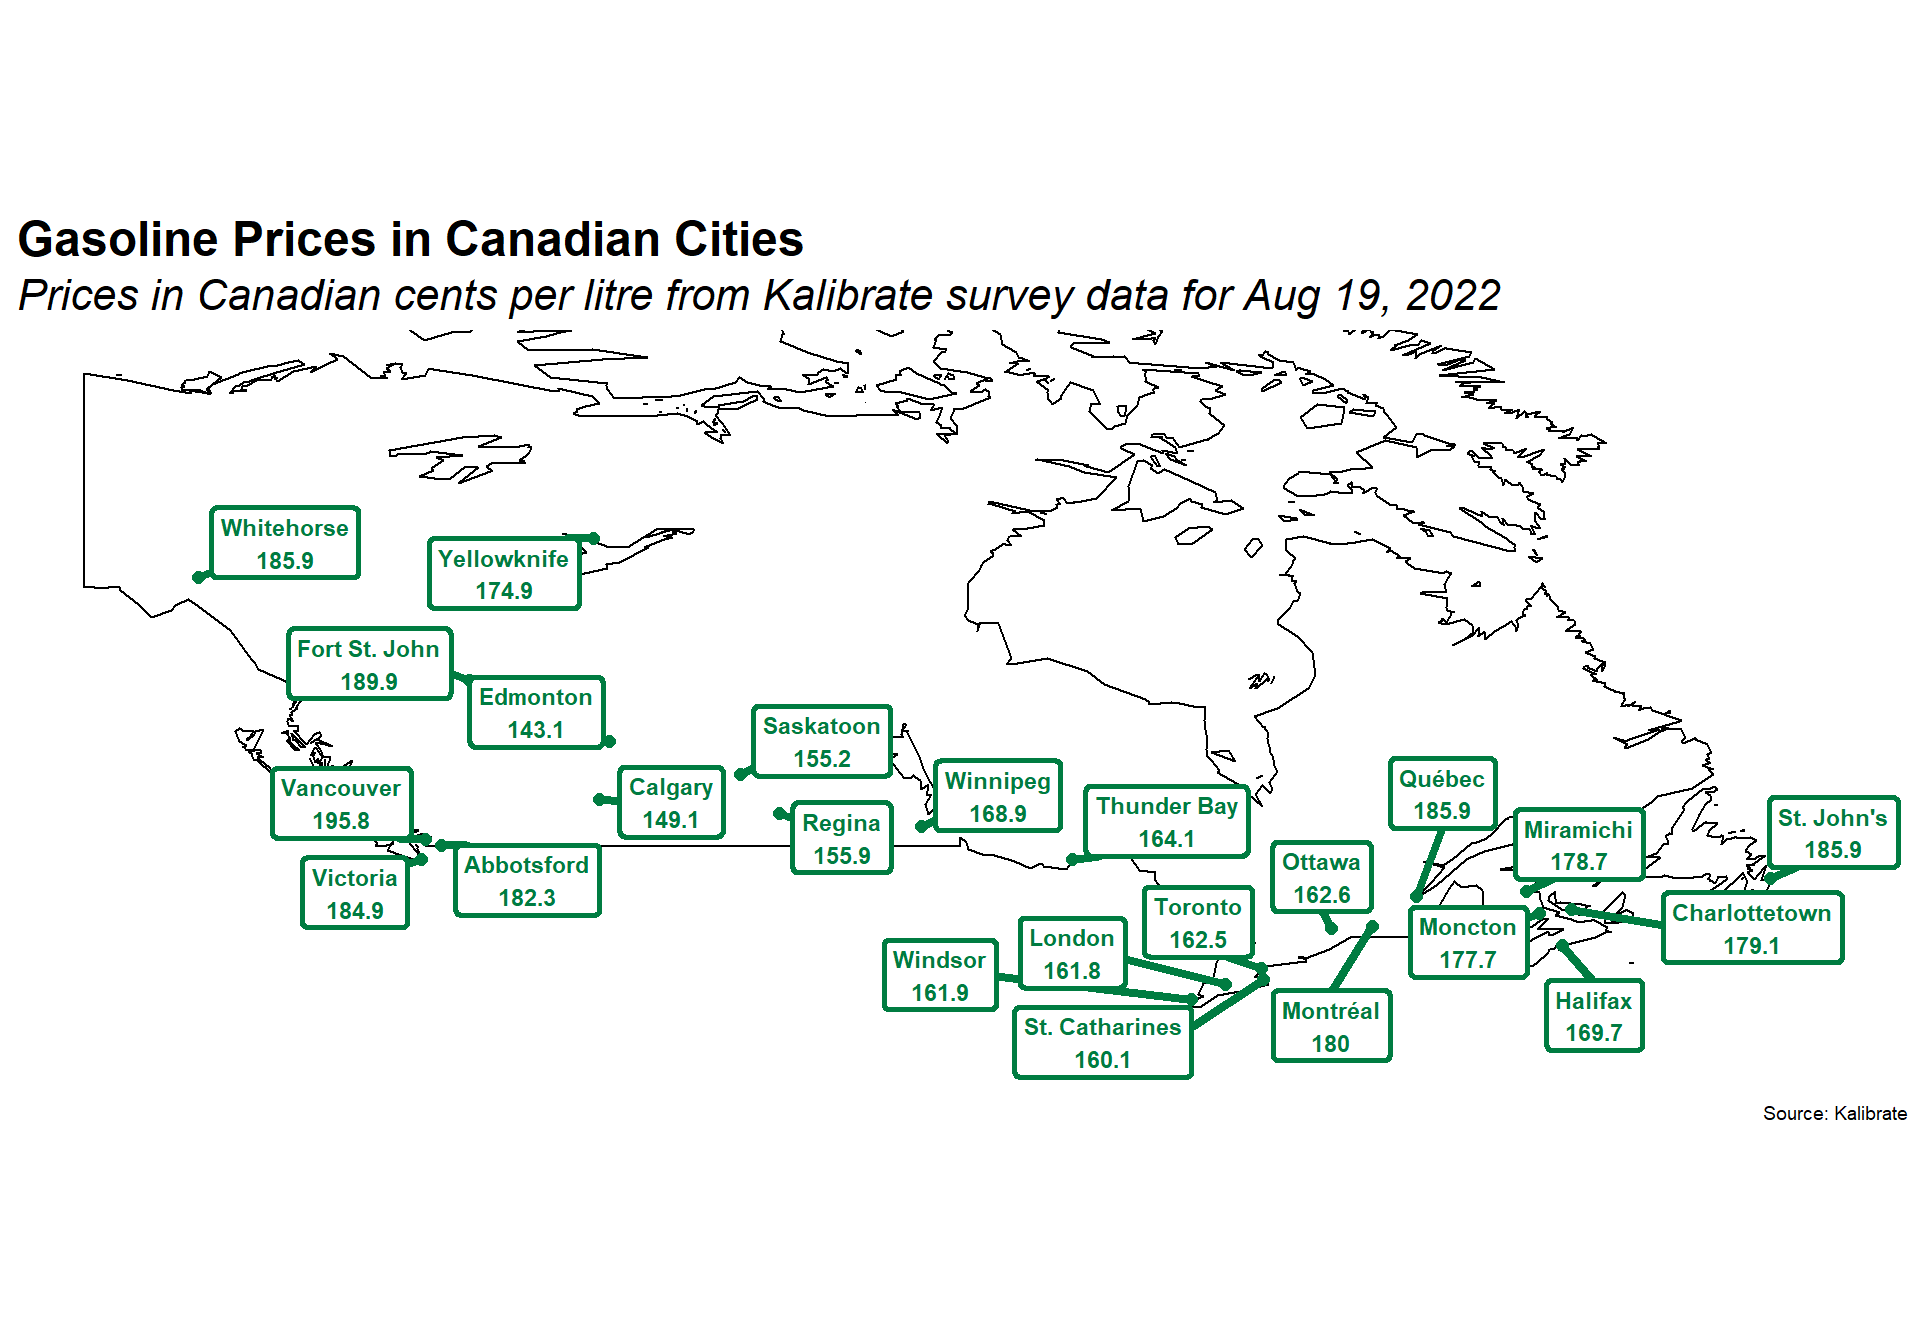 Gasoline Prices in Canadian Cities
Prices in Canadian cents per litre from Kalibrate survey data for Aug 19, 2022
Whitehorse
185.9
Yellowknife
174.9
Fort St. John
189.9
Edmonton
143.1
Saskatoon
155.2
Vancouver
195.8
Calgary
149.1
Regina
155.9
Winnipeg
168.9
Thunder Bay
164.1
Québec
185.9
Miramichi
178.7
St. John's
185.9
Victoria
184.9
Abbotsford
182.3
Ottawa
162.6
Toronto
162.5
Moncton
177.7
Charlottetown
179.1
London
161.8
Windsor
161.9
St. Catharines
160.1
Montréal
180
Halifax
169.7
Source: Kalibrate